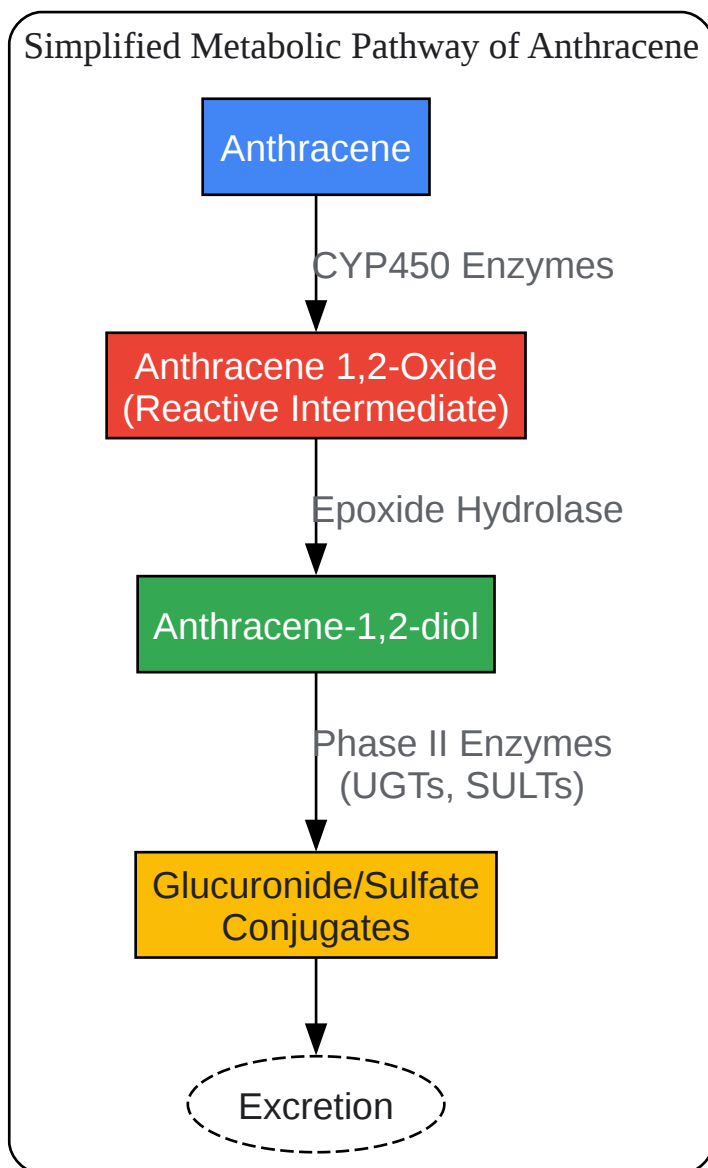 Simplified Metabolic Pathway of Anthracene
Anthracene
CYP450 Enzymes
Anthracene 1,2-Oxide
(Reactive Intermediate)
Epoxide Hydrolase
Anthracene-1,2-diol
Phase II Enzymes
(UGTs, SULTs)
Glucuronide/Sulfate
Conjugates
Excretion